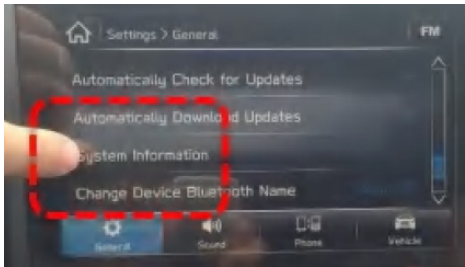 Settings > General
FM
Automatically Check for Updates
Automatically Download Updates
System Information
Change Device Bluetooth Name
General
Sound
Phone
Vehicle